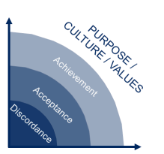 PURPOSE /
CULTURE / VALUES
Achievement
Acceptance
Discordance